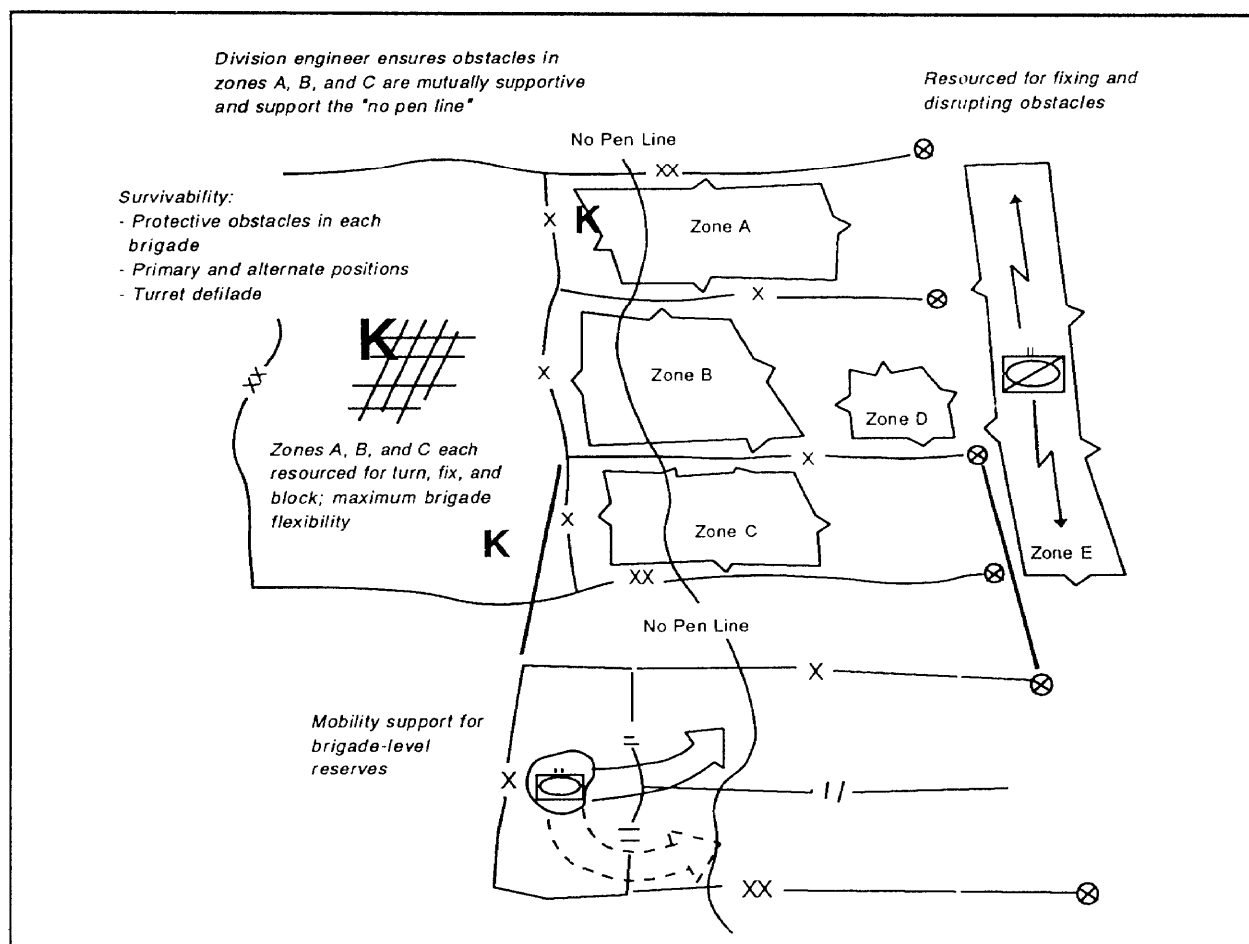 Division engineer ensures obstacles in
zones A, B, and C are mutually supportive
and support the "no pen line"
Resourced for fixing and
disrupting obstacles
No Pen Line
XX
Survivability:
- Protective obstacles in each
brigade
- Primary and alternate positions
- Turret defilade
X
K
Zone A
X
K
XX
X
Zone B
Zone D
X
Zones A, B, and C each
resourced for turn, fix, and
block; maximum brigade
flexibility
K
X
Zone C
Zone E
XX
No Pen Line
X
Mobility support for
brigade-level
reserves
X
XX